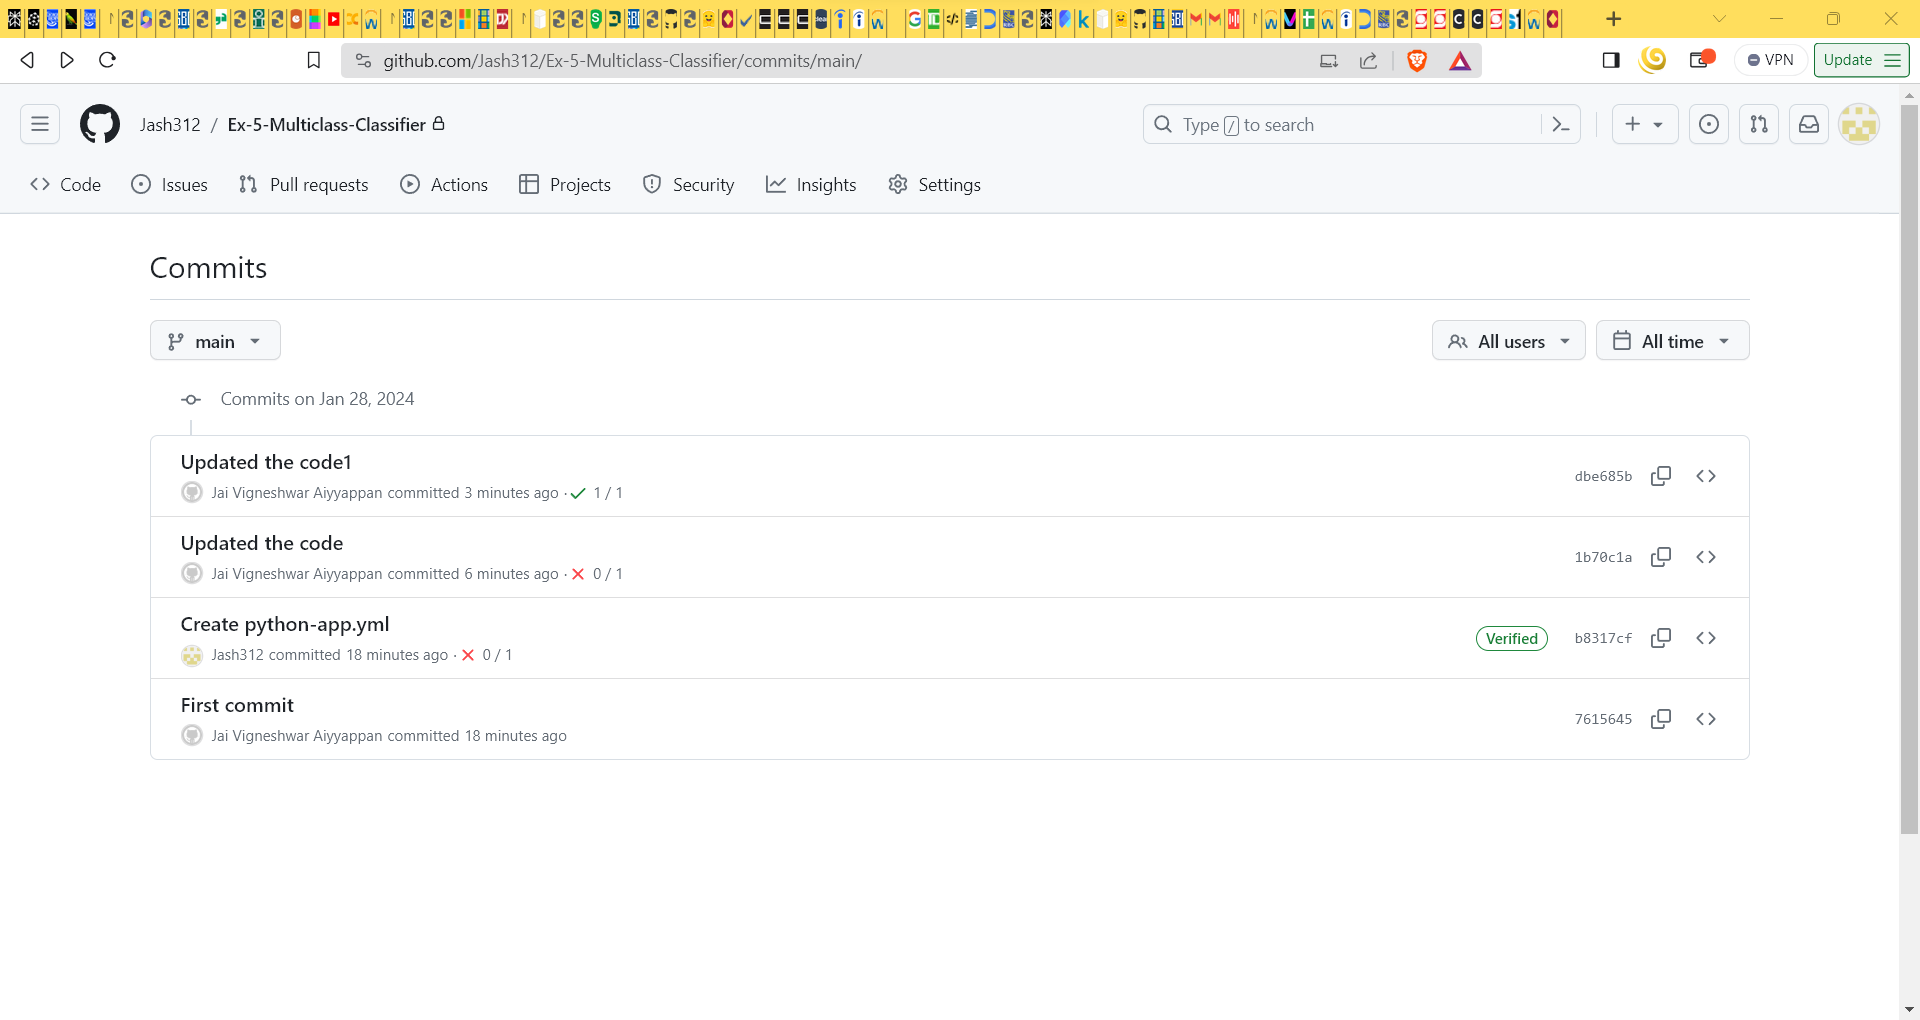 github.com/Jash312/Ex-5-Multiclass-Classifier/commits/main/
VPN
Update
Jash312 / Ex-5-Multiclass-Classifier
Type / to search
Code
Issues
Pull requests
Actions
Projects
Security
Insights
Settings
Commits
main
All users
All time
Commits on Jan 28, 2024
Updated the code1
Jai Vigneshwar Aiyyappan committed 3 minutes ago · 1 / 1
dbe685b
Updated the code
Jai Vigneshwar Aiyyappan committed 6 minutes ago · 0 / 1
1b70c1a
Create python-app.yml
Jash312 committed 18 minutes ago · 0 / 1
Verified
b8317cf
First commit
Jai Vigneshwar Aiyyappan committed 18 minutes ago
7615645